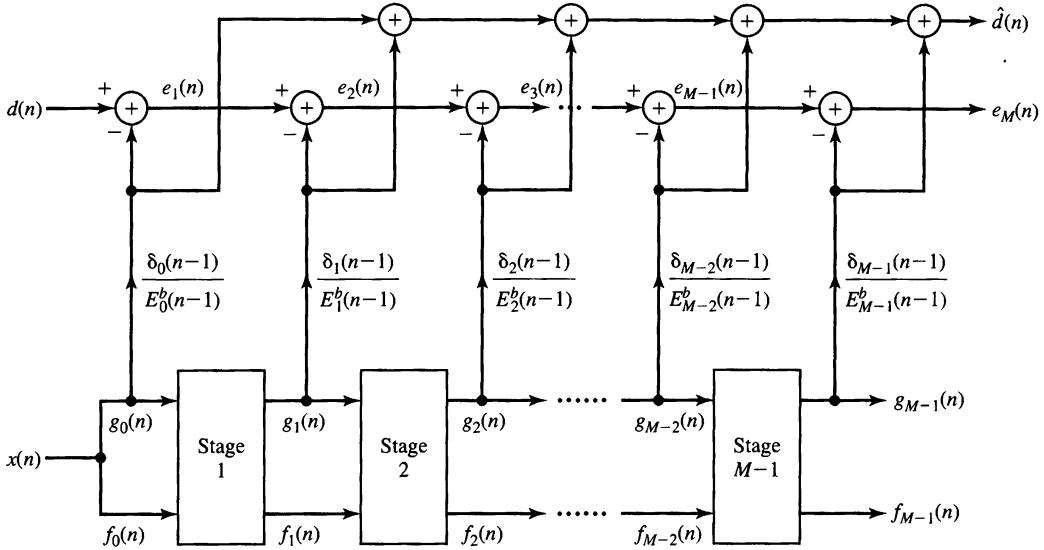 + + + + d̂(n)
+ e₁(n) + e₂(n) + e₃(n) + e_{M−1}(n) +
d(n) + + + ··· + + e_M(n)
− − − − −
δ₀(n−1) δ₁(n−1) δ₂(n−1) δ_{M−2}(n−1) δ_{M−1}(n−1)
E₀ᵇ(n−1) E₁ᵇ(n−1) E₂ᵇ(n−1) E_{M−2}ᵇ(n−1) E_{M−1}ᵇ(n−1)
g₀(n) g₁(n) g₂(n) ······ g_{M−2}(n) g_{M−1}(n)
x(n) Stage 1 Stage 2 Stage M−1
f₀(n) f₁(n) f₂(n) ······ f_{M−2}(n) f_{M−1}(n)